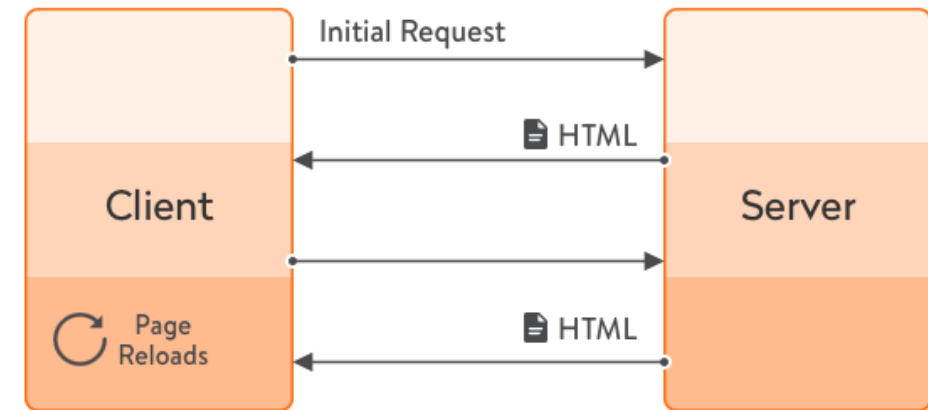 Initial Request
HTML
Client
Server
Page
Reloads
HTML